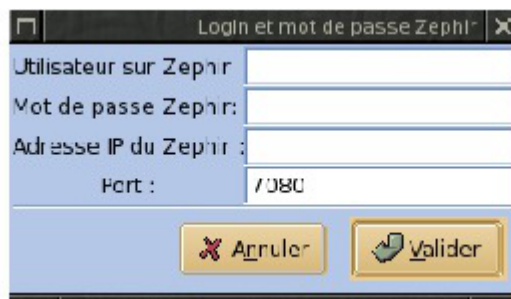 Login et mot de passe Zephir
Utilisateur sur Zephir
Mot de passe Zephir:
Adresse IP du Zephir :
Port : 7080
Annuler Valider